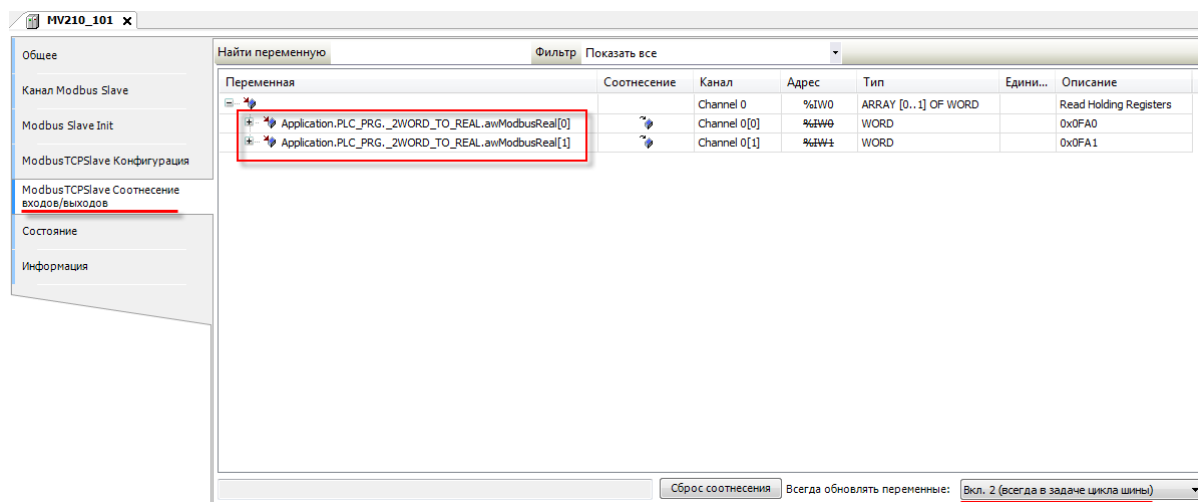 MV210_101 x
Общее
Канал Modbus Slave
Modbus Slave Init
ModbusTCPSlave Конфигурация
ModbusTCPSlave Соотнесение
входов/выходов
Состояние
Информация
Найти переменную Фильтр Показать все
Переменная Соотнесение Канал Адрес Тип Едини... Описание
Channel 0 %IW0 ARRAY [0..1] OF WORD Read Holding Registers
Application.PLC_PRG._2WORD_TO_REAL.awModbusReal[0] Channel 0[0] %IW0 WORD 0x0FA0
Application.PLC_PRG._2WORD_TO_REAL.awModbusReal[1] Channel 0[1] %IW1 WORD 0x0FA1
Сброс соотнесения Всегда обновлять переменные: Вкл. 2 (всегда в задаче цикла шины)